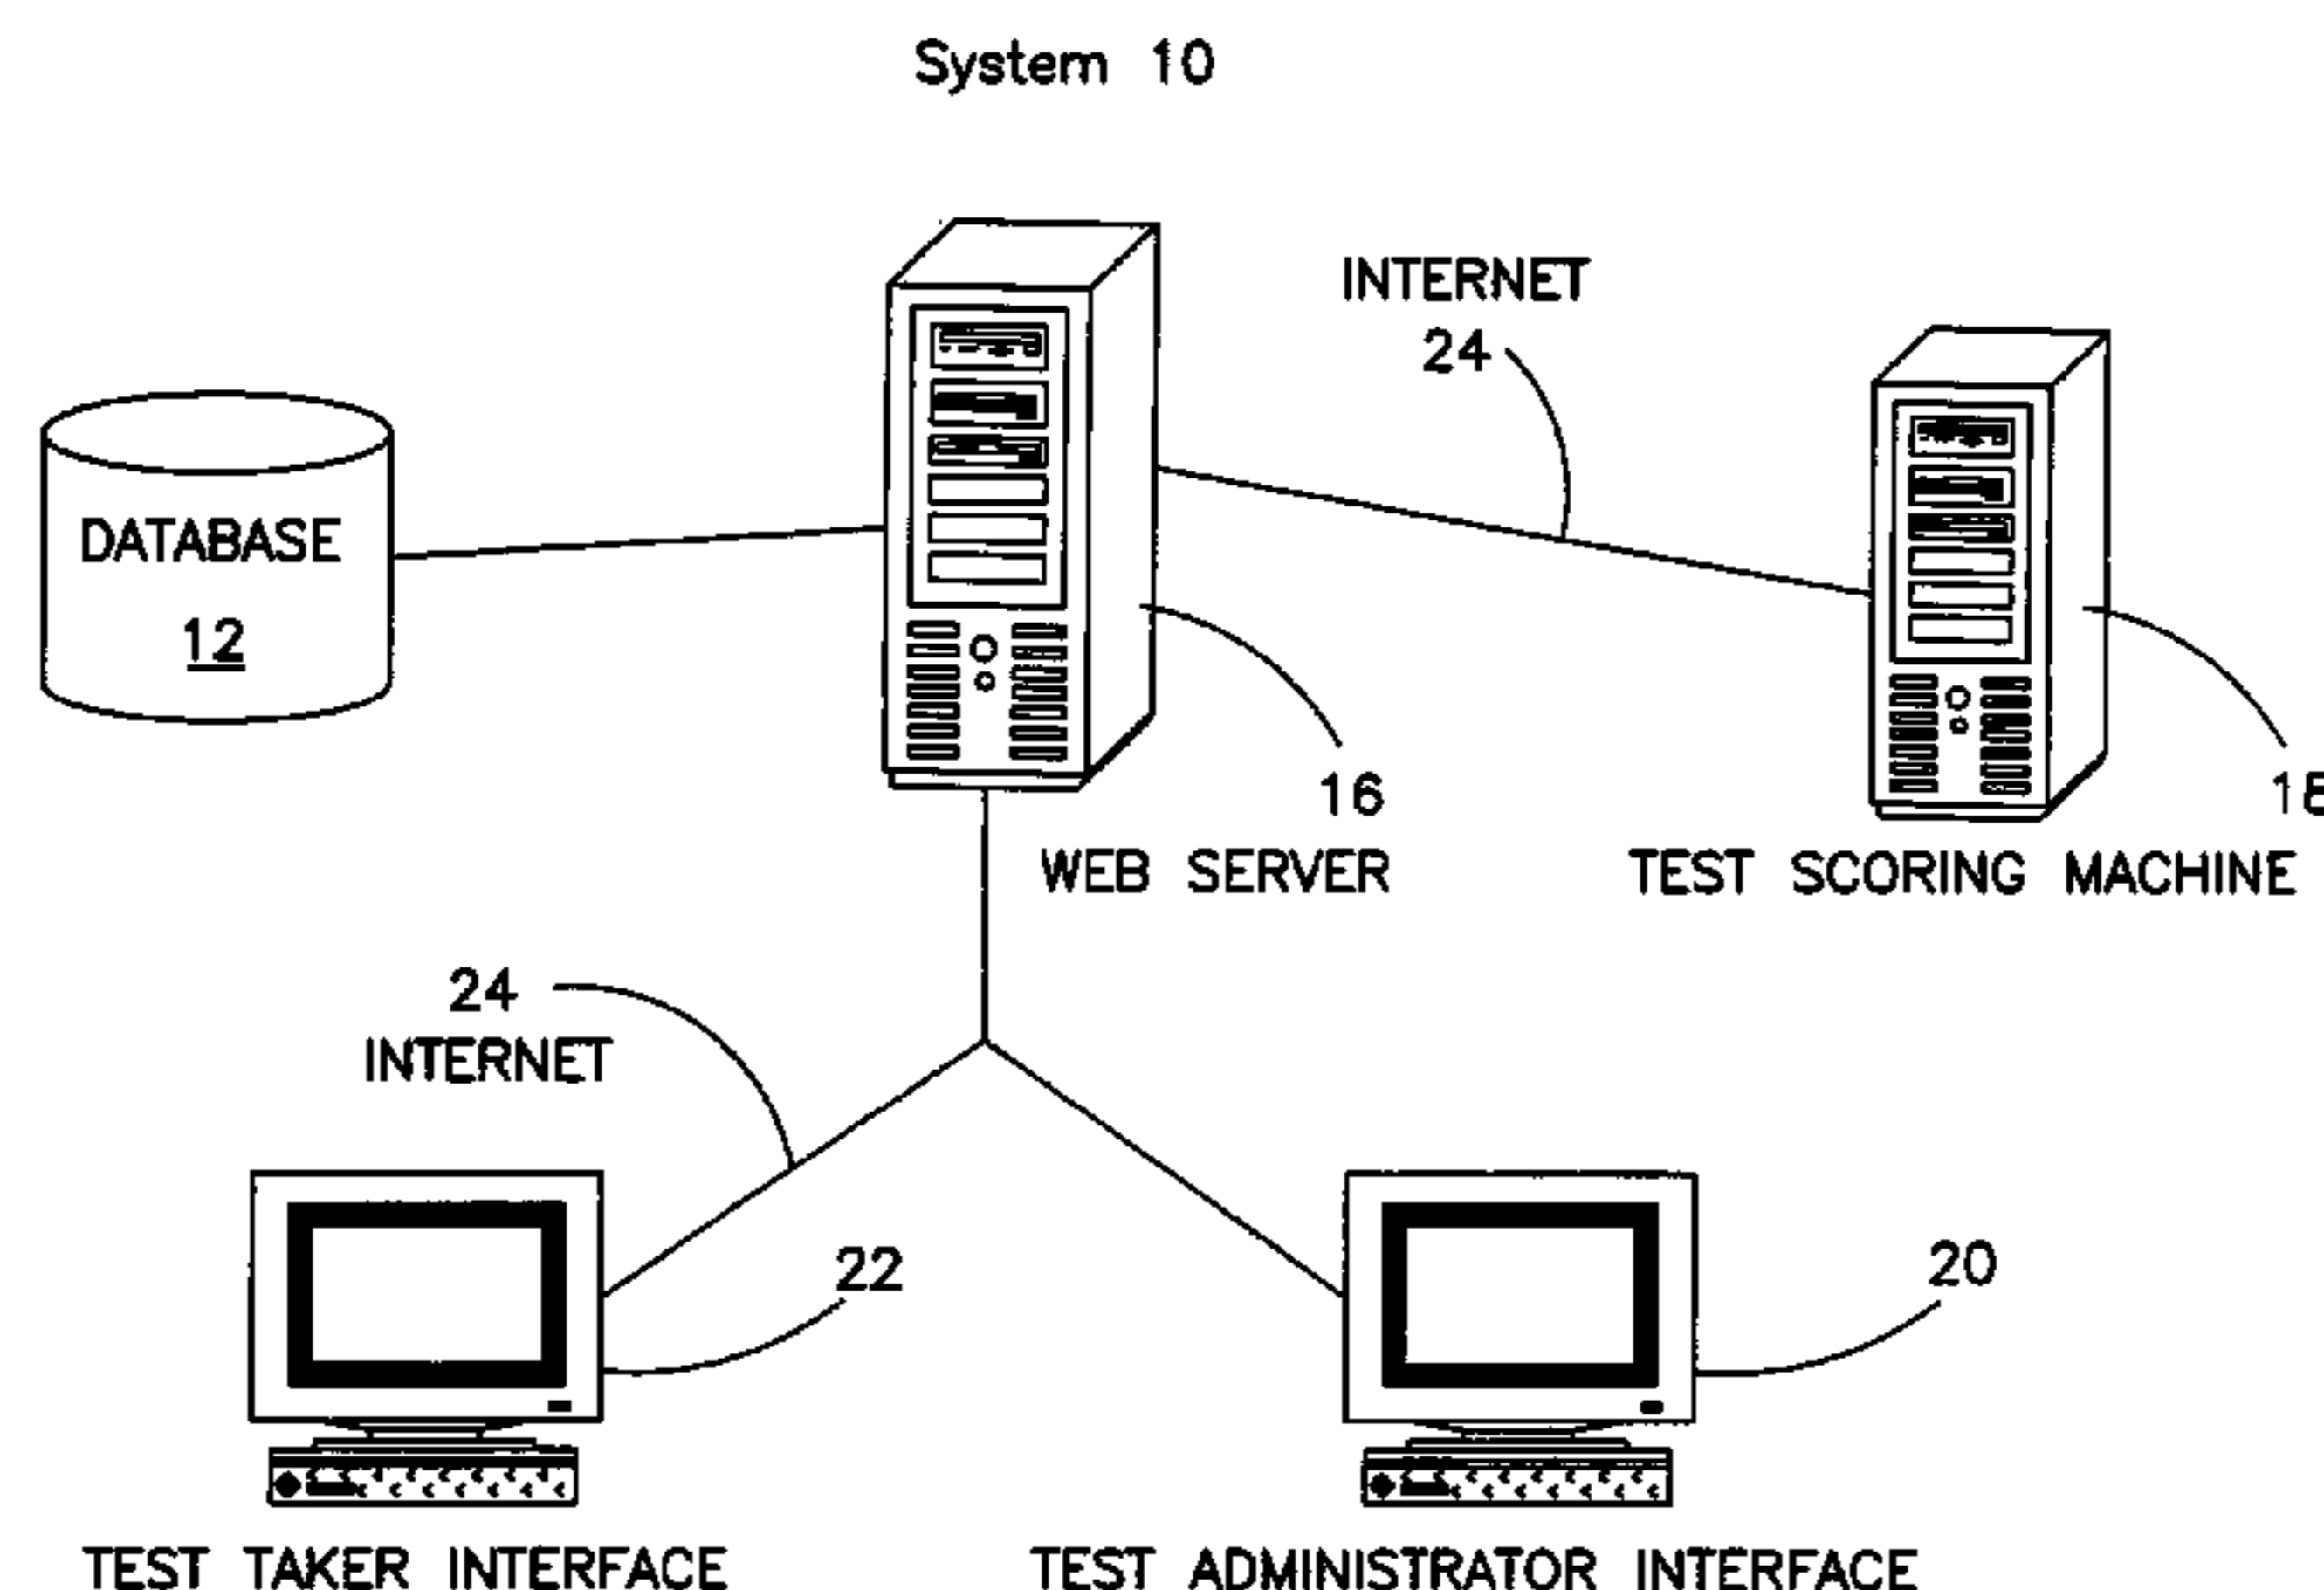 System 10
INTERNET
24
DATABASE
12
16
WEB SERVER
18
TEST SCORING MACHINE
24
INTERNET
22
20
TEST TAKER INTERFACE
TEST ADMINISTRATOR INTERFACE